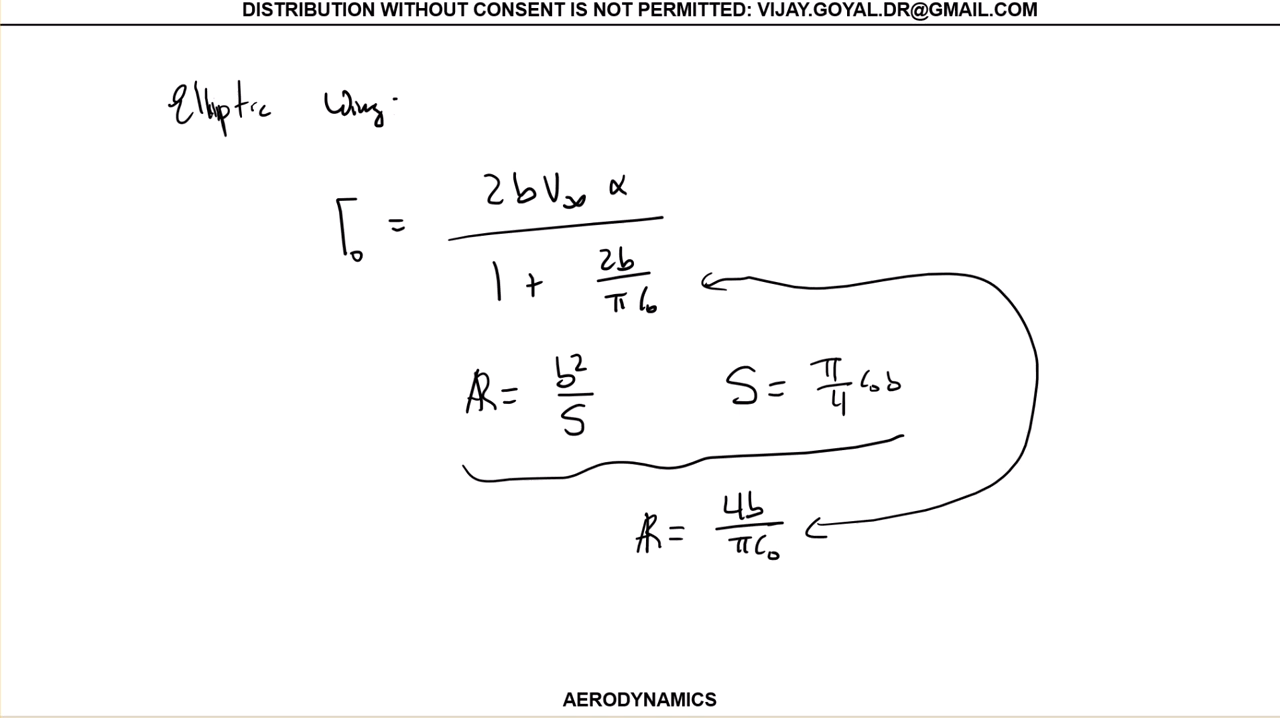 DISTRIBUTION WITHOUT CONSENT IS NOT PERMITTED: VIJAY.GOYAL.DR@GMAIL.COM
Elliptic Wing.
Γ₀ = (2bV∞ α) / (1 + 2b/(πC₀))
AR = b²/S    S = π/4 C₀b
AR = 4b/(πC₀)
AERODYNAMICS